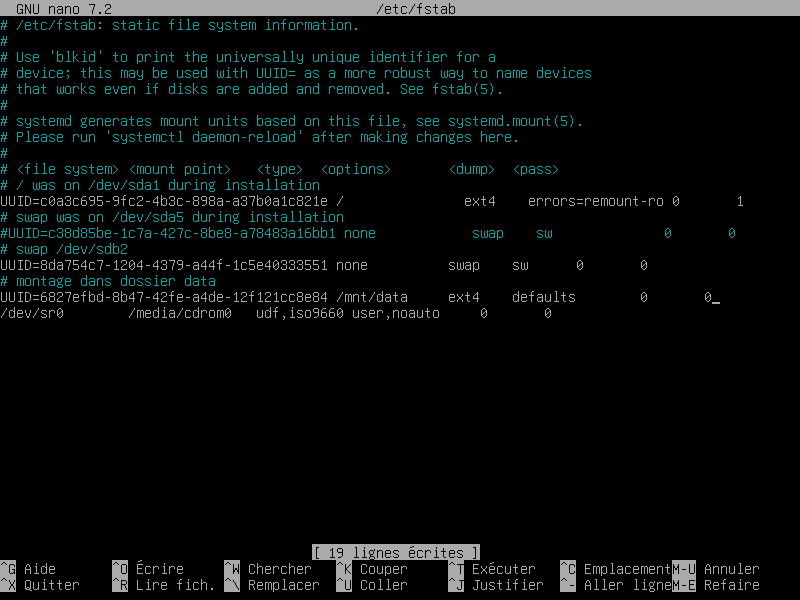 GNU nano 7.2 /etc/fstab
# /etc/fstab: static file system information.
#
# Use 'blkid' to print the universally unique identifier for a
# device; this may be used with UUID= as a more robust way to name devices
# that works even if disks are added and removed. See fstab(5).
#
# systemd generates mount units based on this file, see systemd.mount(5).
# Please run 'systemctl daemon-reload' after making changes here.
#
# <file system> <mount point>   <type>  <options>       <dump>  <pass>
# / was on /dev/sda1 during installation
UUID=c0a3c695-9fc2-4b3c-898a-a37b0a1c821e /               ext4    errors=remount-ro 0       1
# swap was on /dev/sda5 during installation
#UUID=c38d85be-1c7a-427c-8be8-a78483a16bb1 none            swap    sw              0       0
# swap /dev/sdb2
UUID=8da754c7-1204-4379-a44f-1c5e40333551 none          swap    sw      0       0
# montage dans dossier data
UUID=6827efbd-8b47-42fe-a4de-12f121cc8e84 /mnt/data     ext4    defaults        0       0_
/dev/sr0        /media/cdrom0   udf,iso9660 user,noauto     0       0
[ 19 lignes écrites ]
^G Aide ^O Écrire ^W Chercher ^K Couper ^T Exécuter ^C Emplacement M-U Annuler
^X Quitter ^R Lire fich. ^\ Remplacer ^U Coller ^J Justifier ^- Aller ligne M-E Refaire